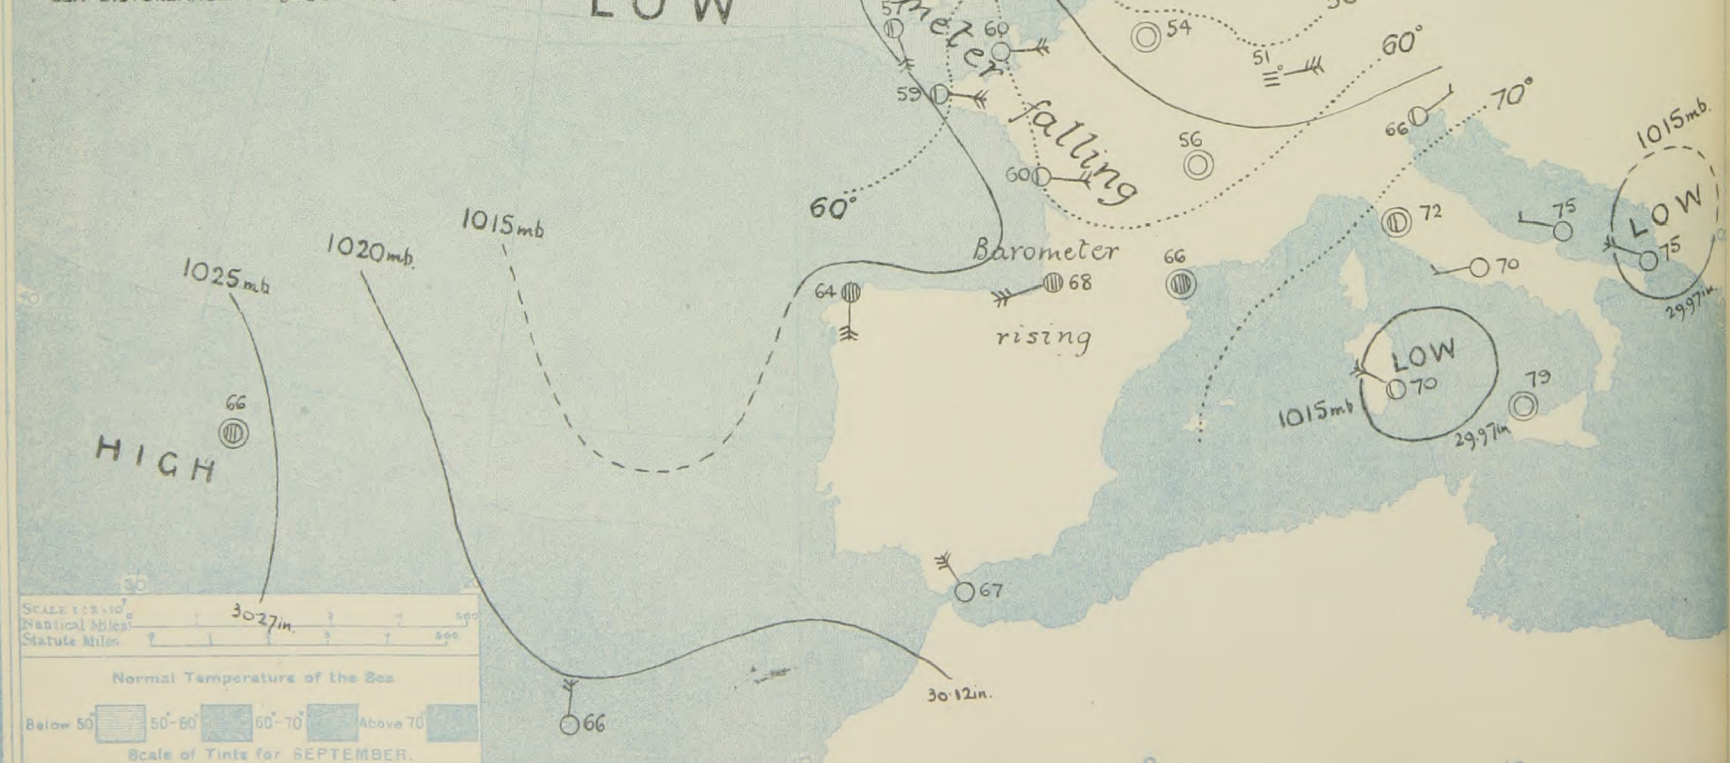 LOW
57
meter
60
54
51
60°
59
falling
70°
66
1015mb.
56
60
60°
72
75
LOW
75
1015mb
1020mb.
1025mb
Barometer
66
70
64
68
29.97in.
rising
LOW
70
79
1015mb
29.97in
66
HIGH
67
30
30.27in.
Nautical Miles
500
Statute Miles
500
Normal Temperature of the Sea
30.12in.
Below 50° 50°-60° 60°-70° Above 70
66
Scale of Tints for SEPTEMBER.